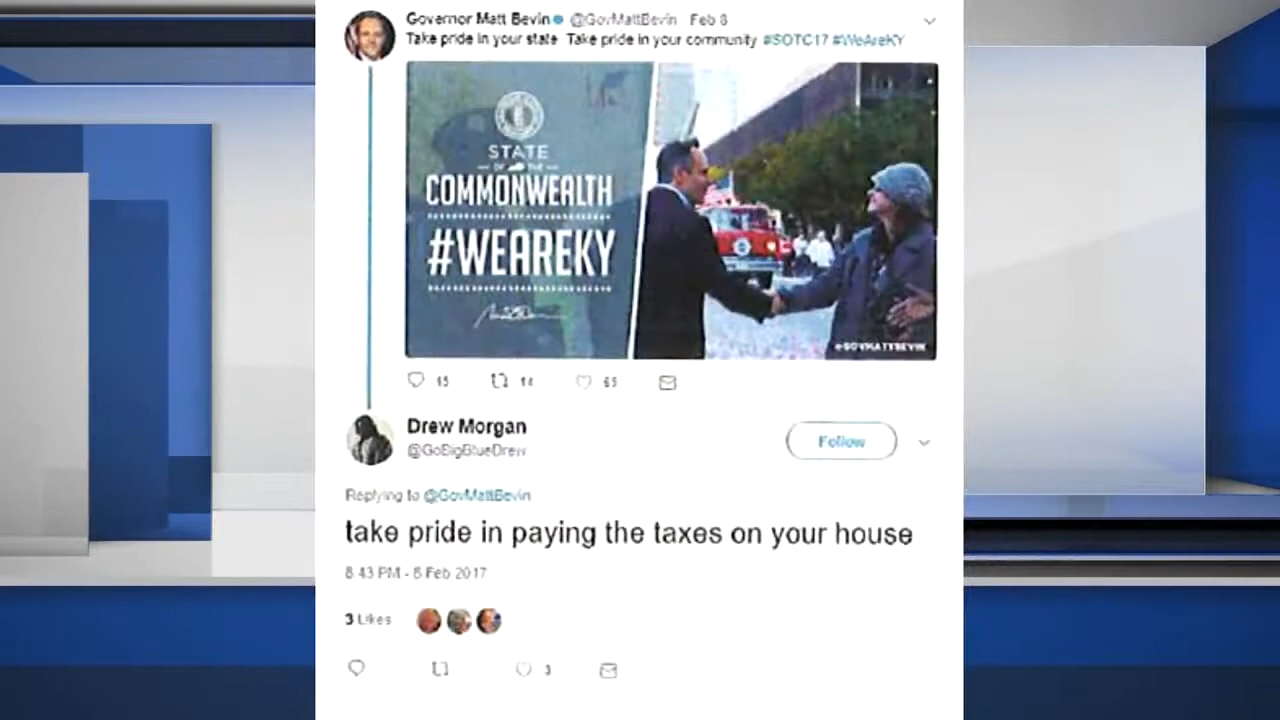 Governor Matt Bevin @GovMattBevin Feb 8
Take pride in your state Take pride in your community #SOTC17 #WeAreKY
STATE
OF THE
COMMONWEALTH
#WEAREKY
@GOVMATTBEVIN
15 14 65
Drew Morgan
@GoBigBlueDrew
Follow
Replying to @GovMattBevin
take pride in paying the taxes on your house
8 43 PM - 8 Feb 2017
3 Likes
3